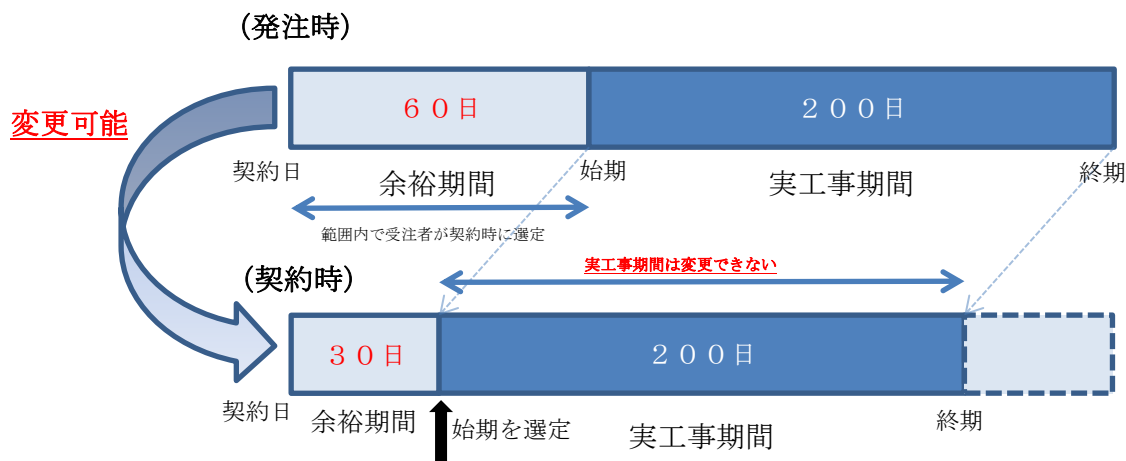 (発注時)
変更可能
60日
200日
契約日
余裕期間
始期
実工事期間
終期
範囲内で受注者が契約時に選定
(契約時)
実工事期間は変更できない
30日
200日
契約日
余裕期間
始期を選定
実工事期間
終期